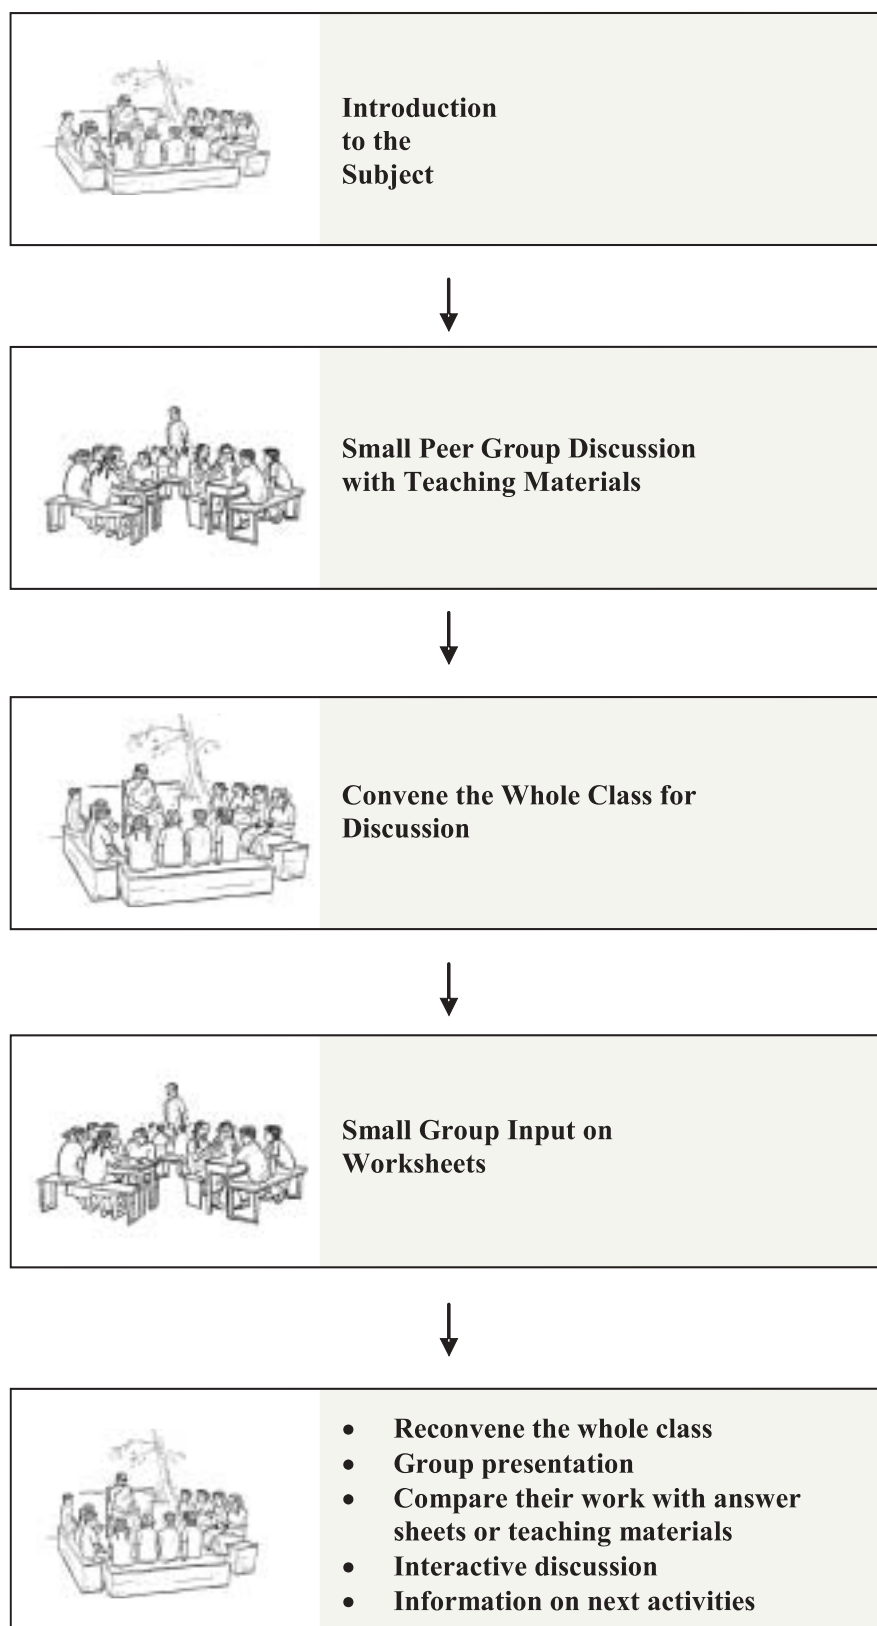 Introduction
to the
Subject
Small Peer Group Discussion
with Teaching Materials
Convene the Whole Class for
Discussion
Small Group Input on
Worksheets
• Reconvene the whole class
• Group presentation
• Compare their work with answer
sheets or teaching materials
• Interactive discussion
• Information on next activities